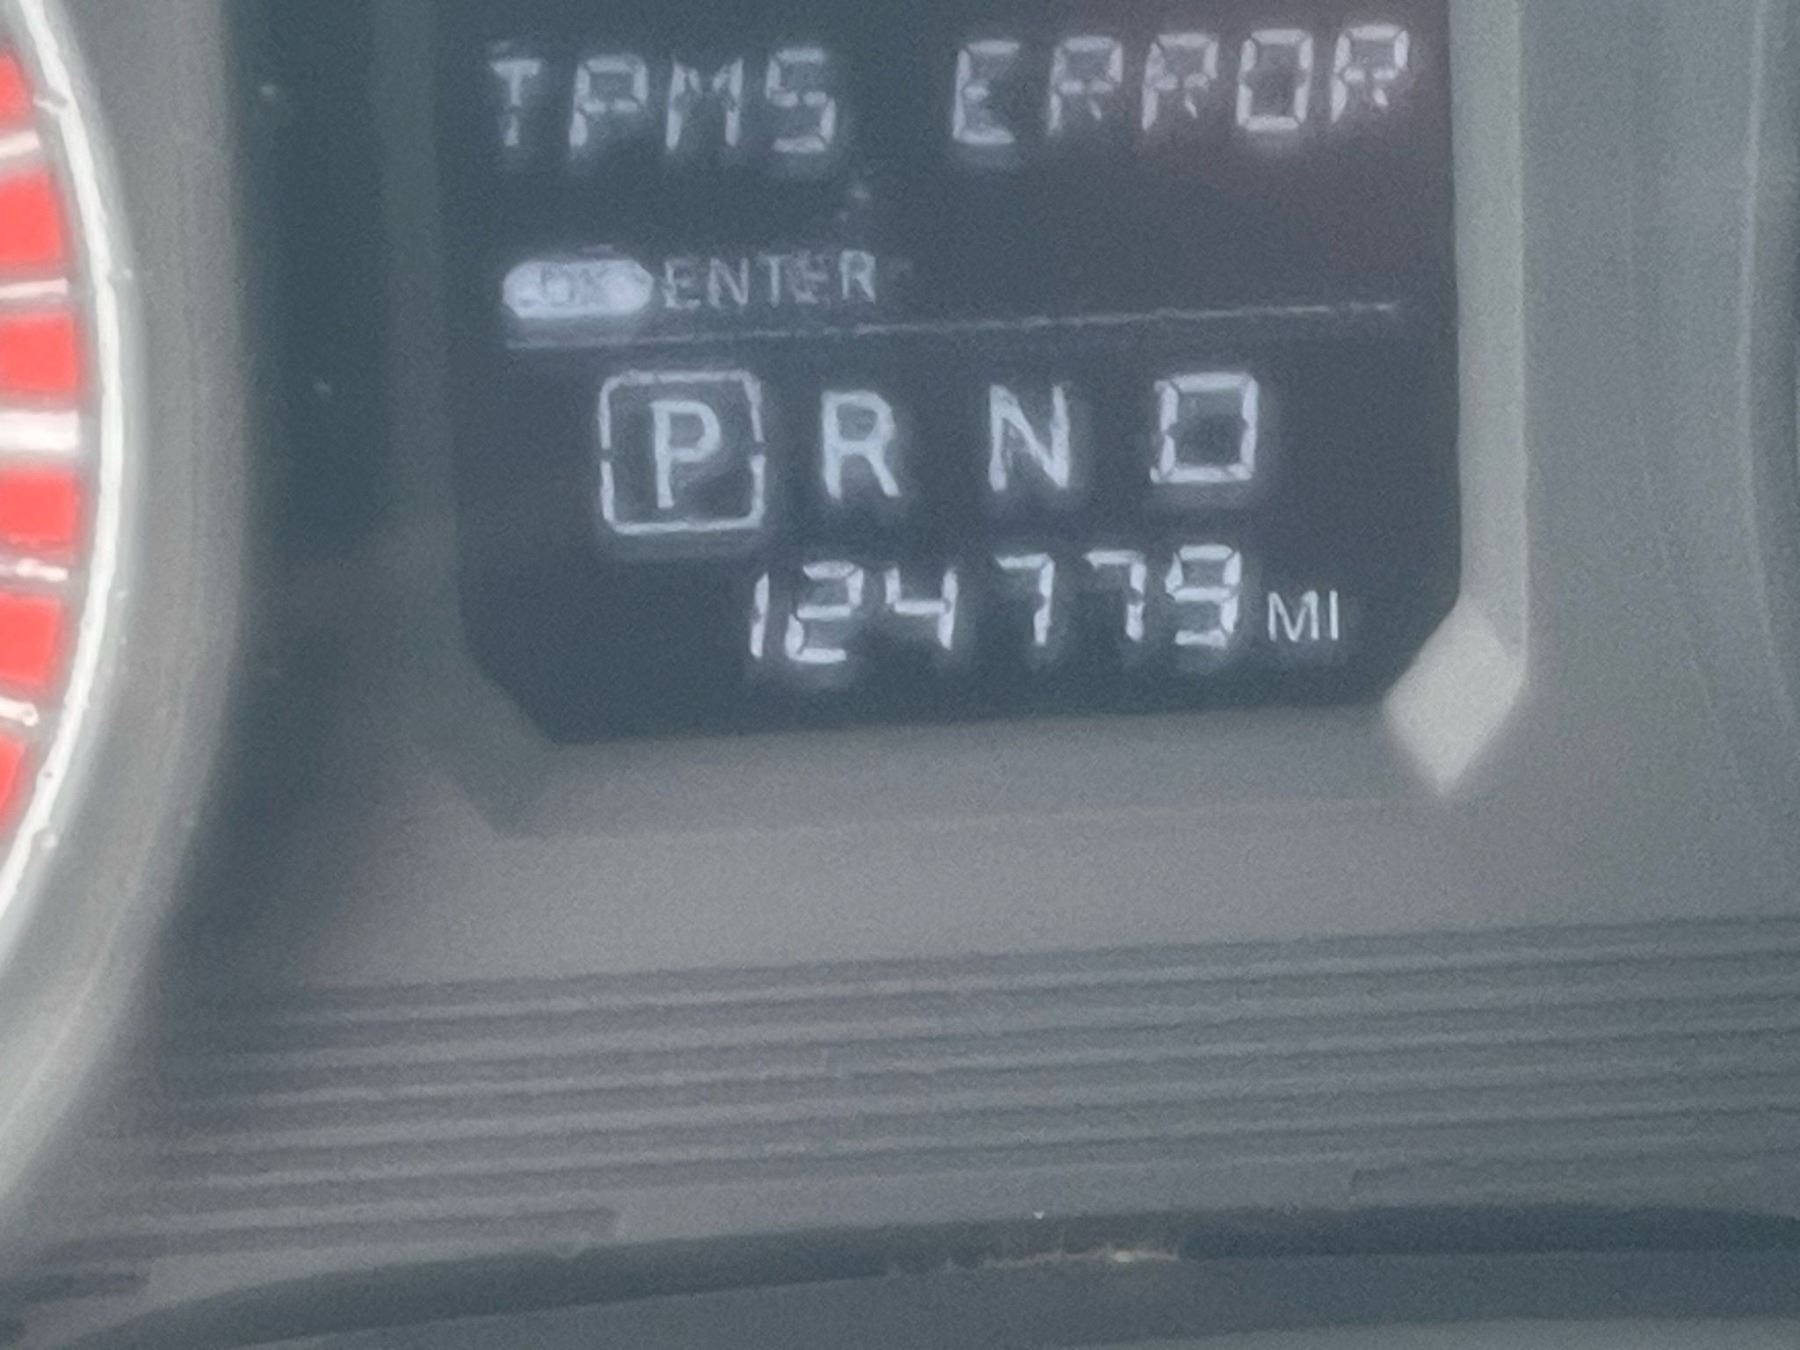 TPMS ERROR
OK ENTER
P R N D
124779 MI